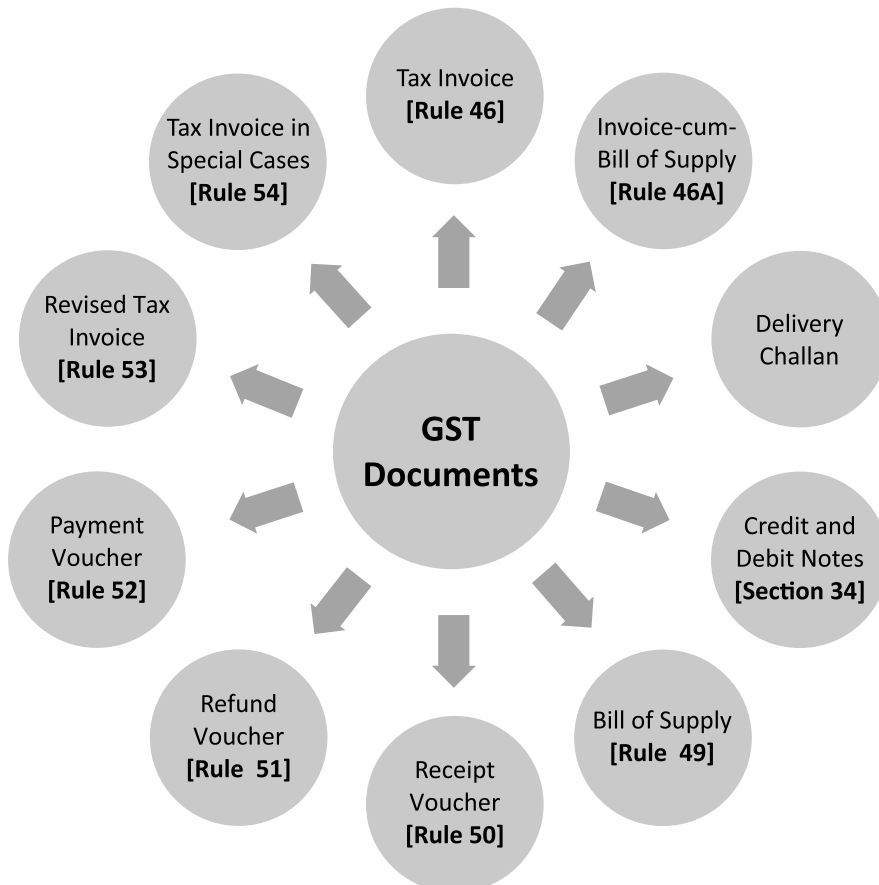 Tax Invoice
[Rule 46]
Invoice-cum-
Bill of Supply
[Rule 46A]
Delivery
Challan
Credit and
Debit Notes
[Section 34]
Bill of Supply
[Rule  49]
Receipt
Voucher
[Rule 50]
Refund
Voucher
[Rule  51]
Payment
Voucher
[Rule 52]
Revised Tax
Invoice
[Rule 53]
Tax Invoice in
Special Cases
[Rule 54]
GST
Documents